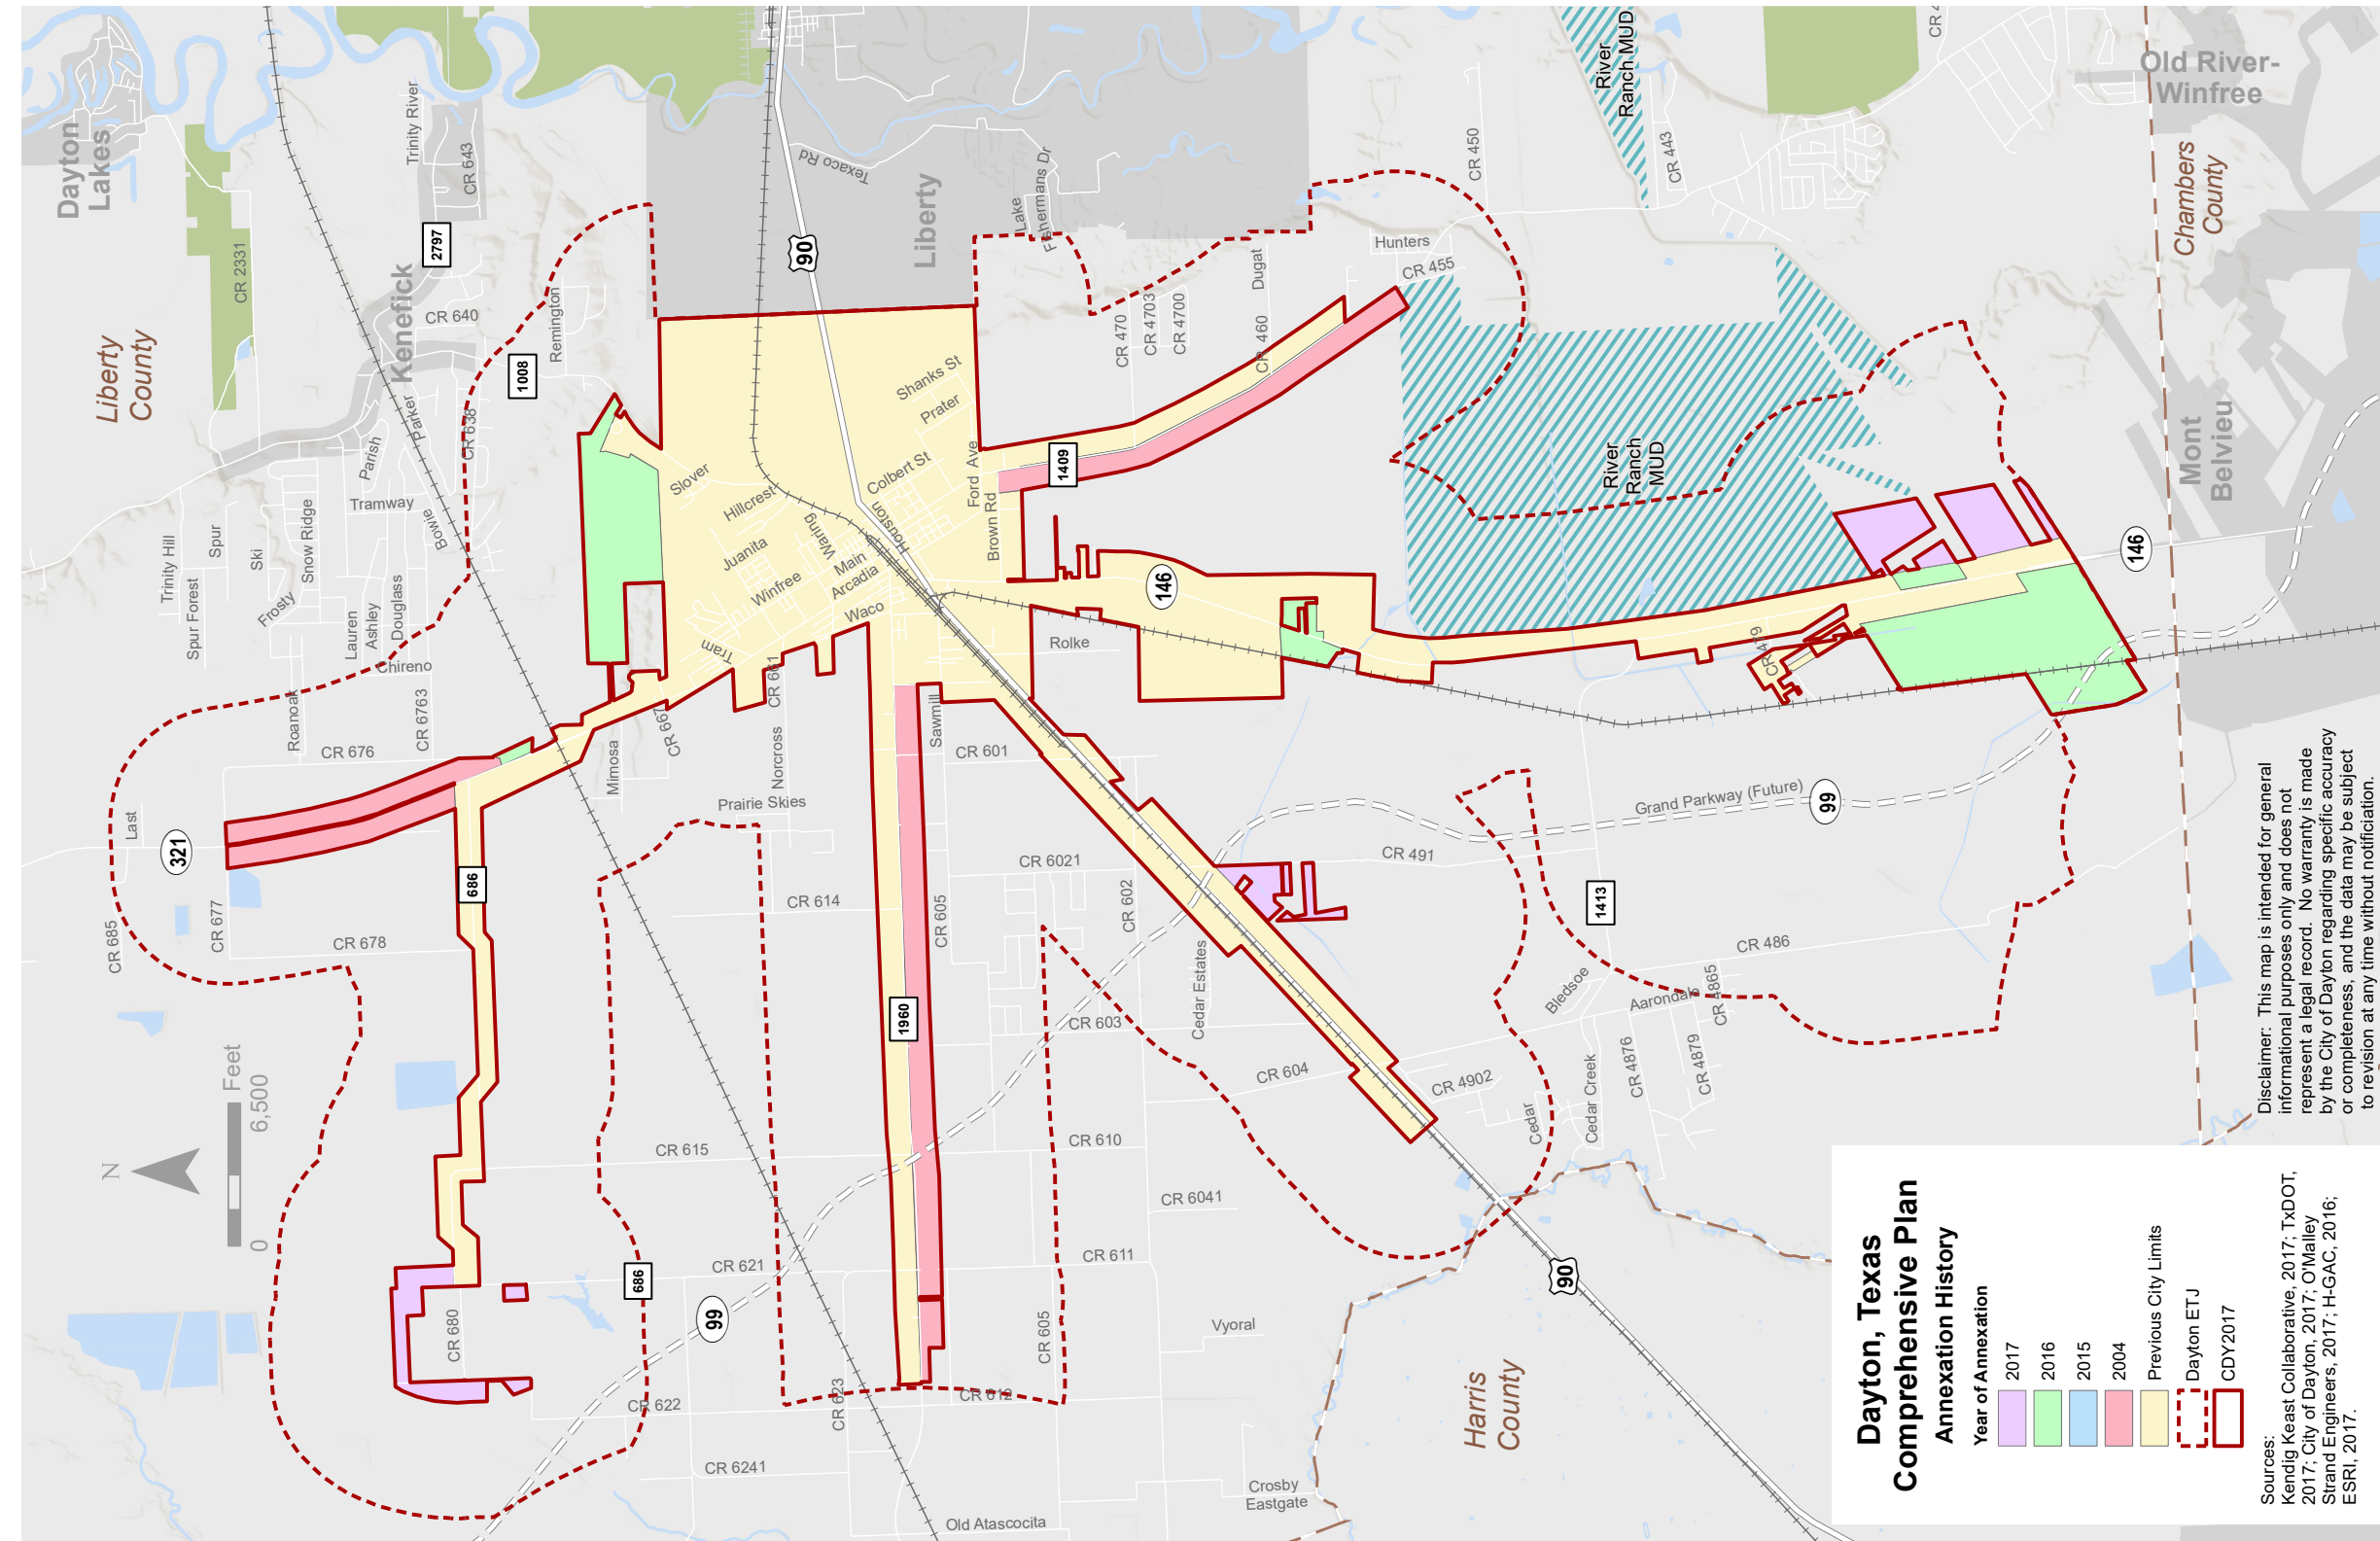 Dayton
Lakes
Liberty
County
Trinity River
CR 643
2797
Kenefick
CR 2331
CR 640
Remington
1008
CR 638
Parker
Parish
Tramway
Bowie
Snow Ridge
Ski
Spur
Trinity Hill
Spur Forest
Frosty
Lauren
Ashley
Douglass
Chireno
Roanoak
CR 676
CR 6763
Last
321
CR 677
CR 685
CR 678
686
Mimosa
CR 667
Norcross
CR 661
Prairie Skies
CR 614
CR 615
CR 621
686
99
CR 680
CR 622
CR 6241
CR 623
N
0
6,500
Feet
90
Texaco Rd
Liberty
Lake
Fishermans Dr
Shanks St
Prater
Colbert St
Houston
Ford Ave
Brown Rd
Slover
Hillcrest
Waring
Juanita
Main
Winfree
Arcadia
Waco
Tram
Rolke
Sawmill
CR 601
CR 6021
CR 602
CR 605
1960
CR 603
Cedar Estates
CR 604
CR 610
CR 6041
CR 611
CR 605
CR 612
Vyoral
Old Atascocita
Crosby
Eastgate
Harris
County
90
1409
146
CR 470
CR 4703
CR 4700
Dugat
CR 460
Hunters
CR 455
CR 450
CR 443
River
Ranch MUD
River
Ranch
MUD
CR 4
Old River-
Winfree
Chambers
County
Mont
Belvieu
146
CR 419
Grand Parkway (Future)
99
CR 491
1413
CR 486
Bledsoe
Aarondale
CR 4865
CR 4876
CR 4879
CR 4902
Cedar
Cedar Creek
Disclaimer: This map is intended for general
informational purposes only and does not
represent a legal record. No warranty is made
by the City of Dayton regarding specific accuracy
or completeness, and the data may be subject
to revision at any time without notificiation.
Dayton, Texas
Comprehensive Plan
Annexation History
Year of Annexation
2017
2016
2015
2004
Previous City Limits
Dayton ETJ
CDY2017
Sources:
Kendig Keast Collaborative, 2017; TxDOT,
2017; City of Dayton, 2017; O'Malley
Strand Engineers, 2017; H-GAC, 2016;
ESRI, 2017.